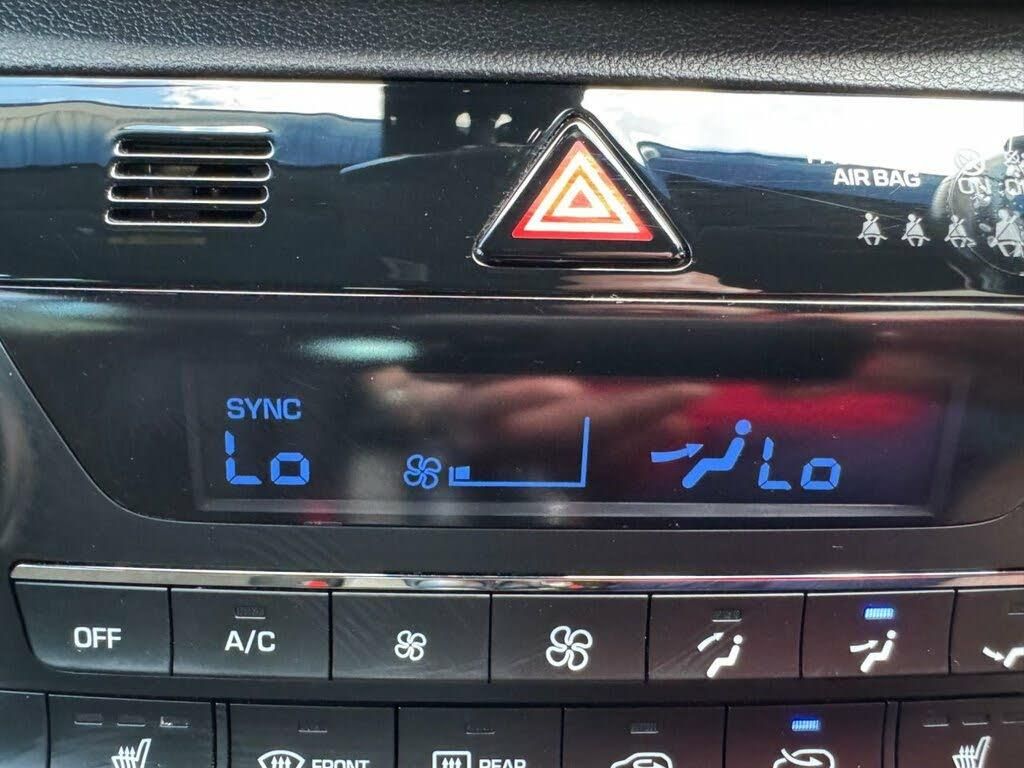 AIR BAG
SYNC
Lo Lo
OFF A/C
FRONT REAR